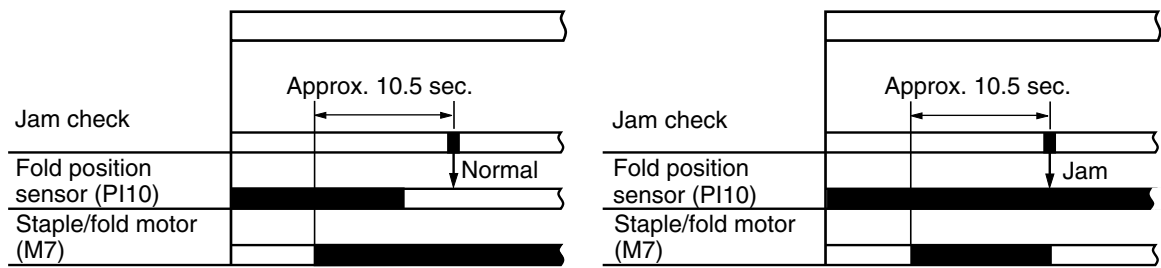 Approx. 10.5 sec.
Jam check
Normal
Fold position
sensor (PI10)
Staple/fold motor
(M7)
Approx. 10.5 sec.
Jam check
Jam
Fold position
sensor (PI10)
Staple/fold motor
(M7)